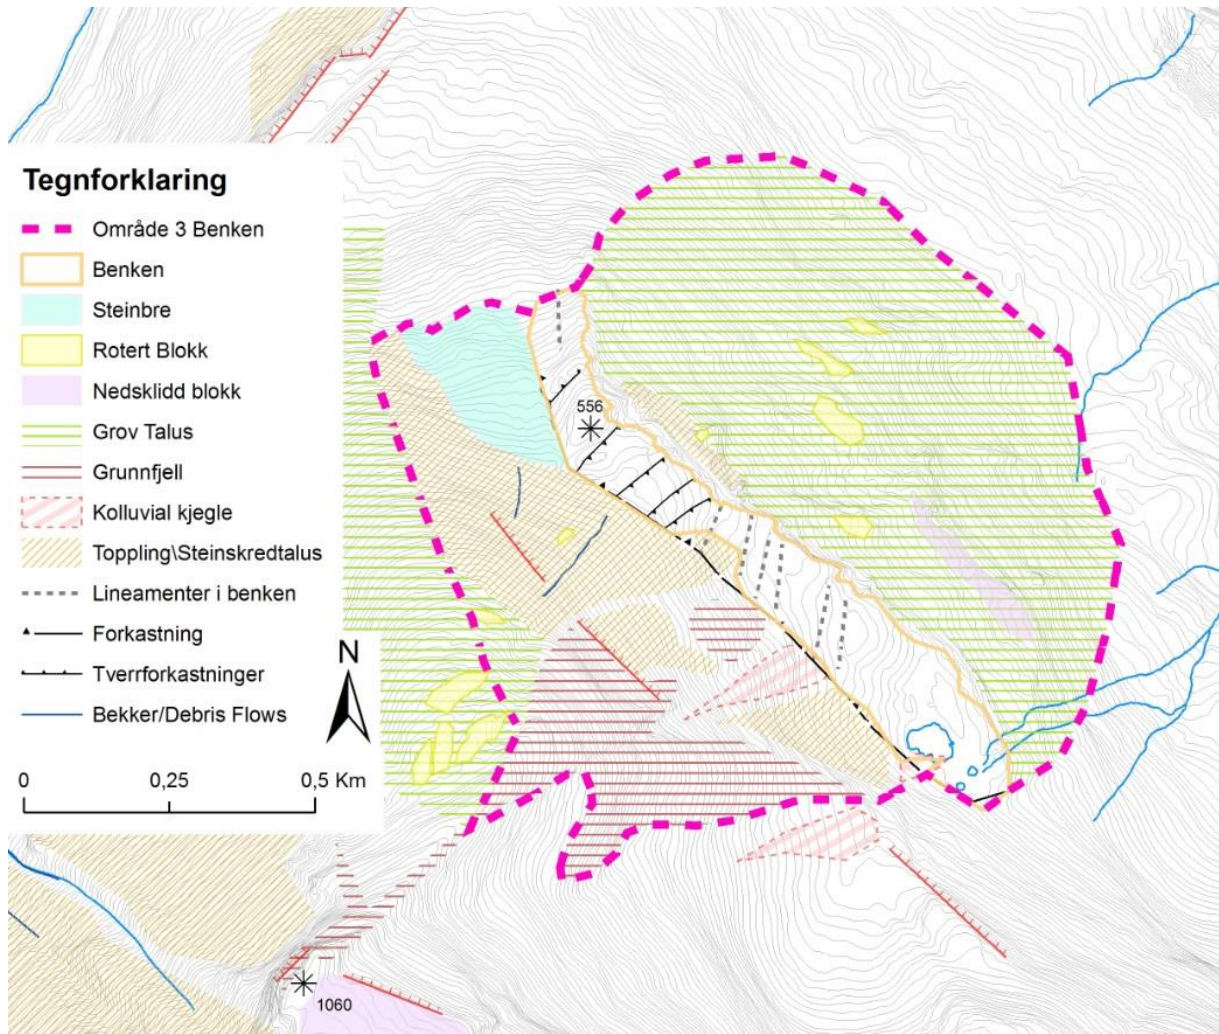 Tegnforklaring
Område 3 Benken
Benken
Steinbre
Rotert Blokk
Nedsklidd blokk
Grov Talus
Grunnfjell
Kolluvial kjegle
Toppling\Steinskredtalus
Lineamenter i benken
Forkastning
Tverrforkastninger
Bekker/Debris Flows
N
0 0,25 0,5 Km
556
1060